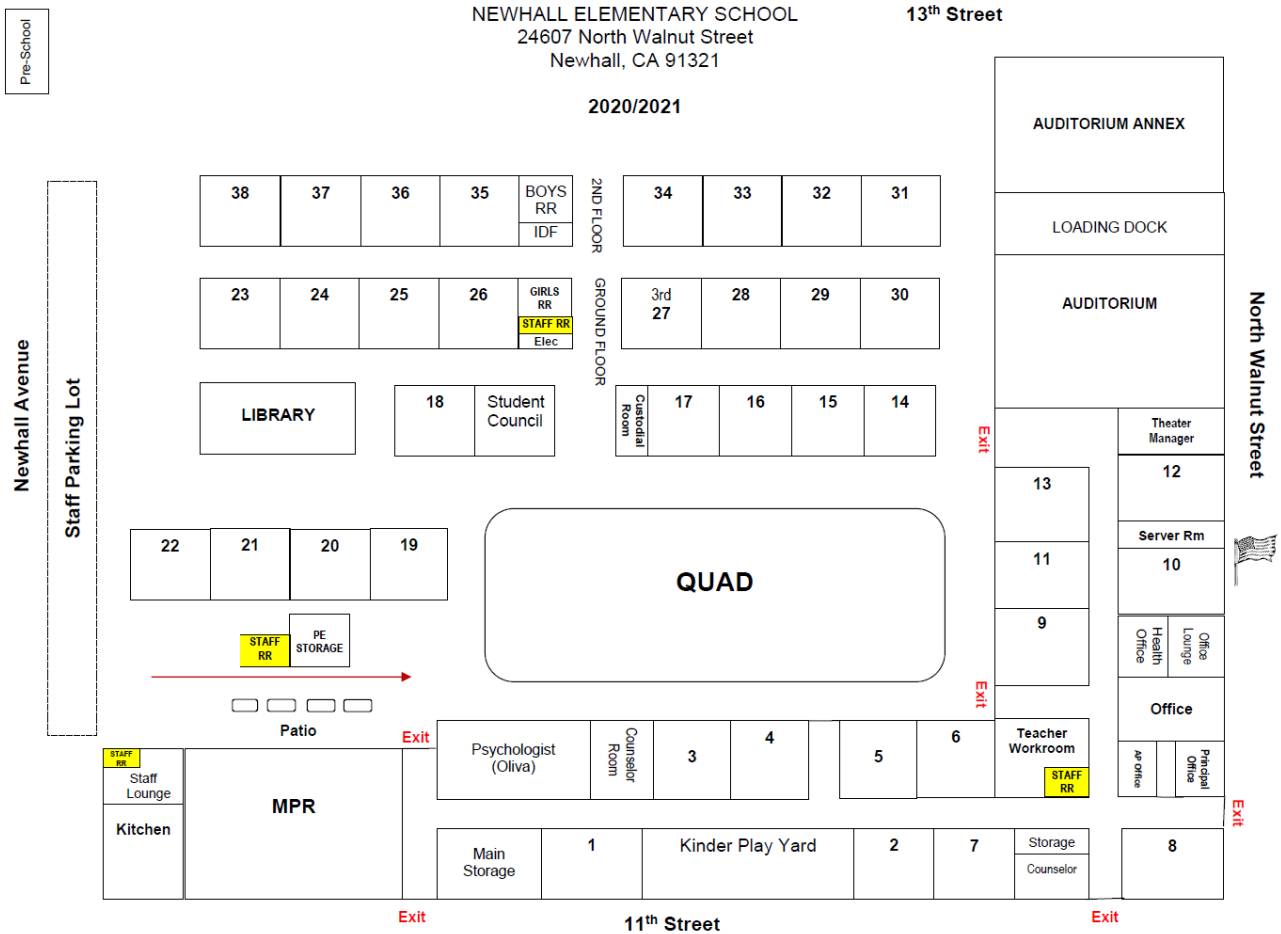 NEWHALL ELEMENTARY SCHOOL
24607 North Walnut Street
Newhall, CA 91321
2020/2021
13th Street
Pre-School
AUDITORIUM ANNEX
LOADING DOCK
AUDITORIUM
38
37
36
35
BOYS
RR
IDF
2ND FLOOR
34
33
32
31
23
24
25
26
GIRLS
RR
STAFF RR
Elec
GROUND FLOOR
3rd
27
28
29
30
Newhall Avenue
Staff Parking Lot
North Walnut Street
LIBRARY
18
Student
Council
Custodial
Room
17
16
15
14
Exit
Theater
Manager
12
13
Server Rm
10
11
9
22
21
20
19
QUAD
STAFF
RR
PE
STORAGE
Health
Office
Office
Lounge
Office
Patio
Exit
Exit
Psychologist
(Oliva)
Counselor
Room
3
4
5
6
Teacher
Workroom
STAFF
RR
AP Office
Principal
Office
STAFF
RR
Staff
Lounge
Kitchen
MPR
Exit
Main
Storage
1
Kinder Play Yard
2
7
Storage
Counselor
8
Exit
11th Street
Exit